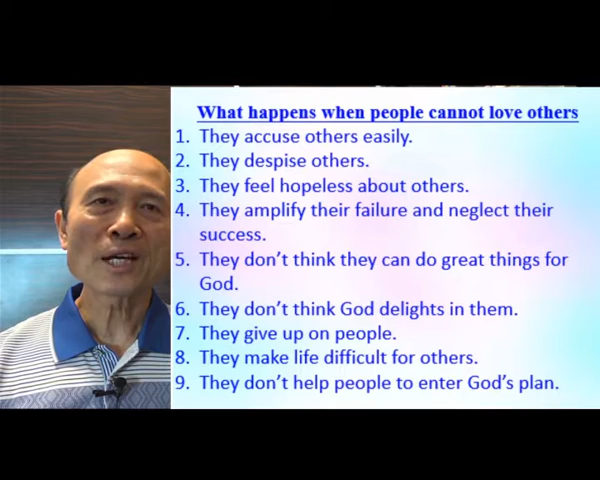 What happens when people cannot love others
1. They accuse others easily.
2. They despise others.
3. They feel hopeless about others.
4. They amplify their failure and neglect their
success.
5. They don't think they can do great things for
God.
6. They don't think God delights in them.
7. They give up on people.
8. They make life difficult for others.
9. They don't help people to enter God's plan.